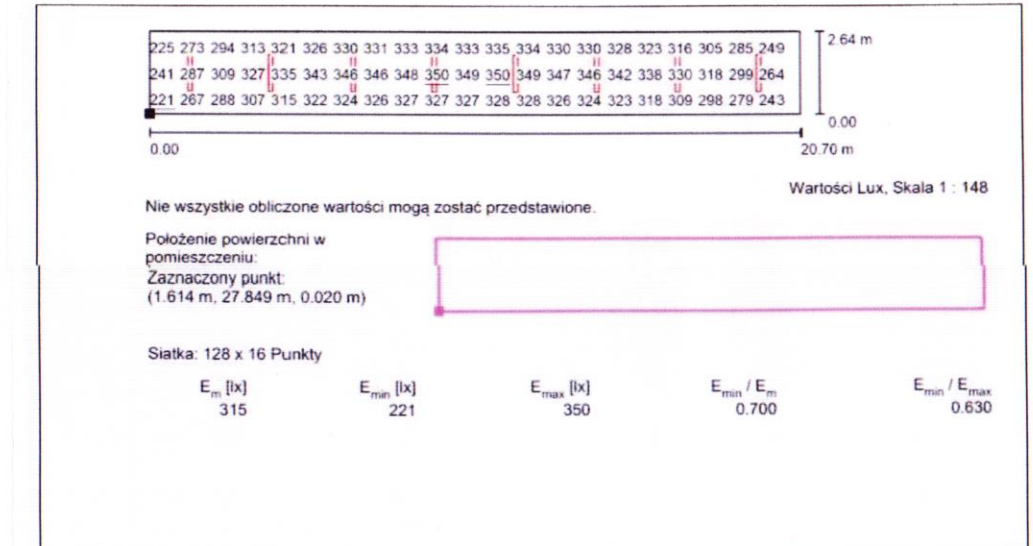 225 273 294 313 321 326 330 331 333 334 333 335 334 330 330 328 323 316 305 285 249
2.64 m
241 287 309 327 335 343 346 346 348 350 349 350 349 347 346 342 338 330 318 299 264
221 267 288 307 315 322 324 326 327 327 327 328 328 326 324 323 318 309 298 279 243
0.00
0.00 20.70 m
Wartości Lux, Skala 1 : 148
Nie wszystkie obliczone wartości mogą zostać przedstawione.
Położenie powierzchni w
pomieszczeniu:
Zaznaczony punkt:
(1.614 m, 27.849 m, 0.020 m)
Siatka: 128 x 16 Punkty
Em [lx] Emin [lx] Emax [lx] Emin / Em Emin / Emax
315 221 350 0.700 0.630